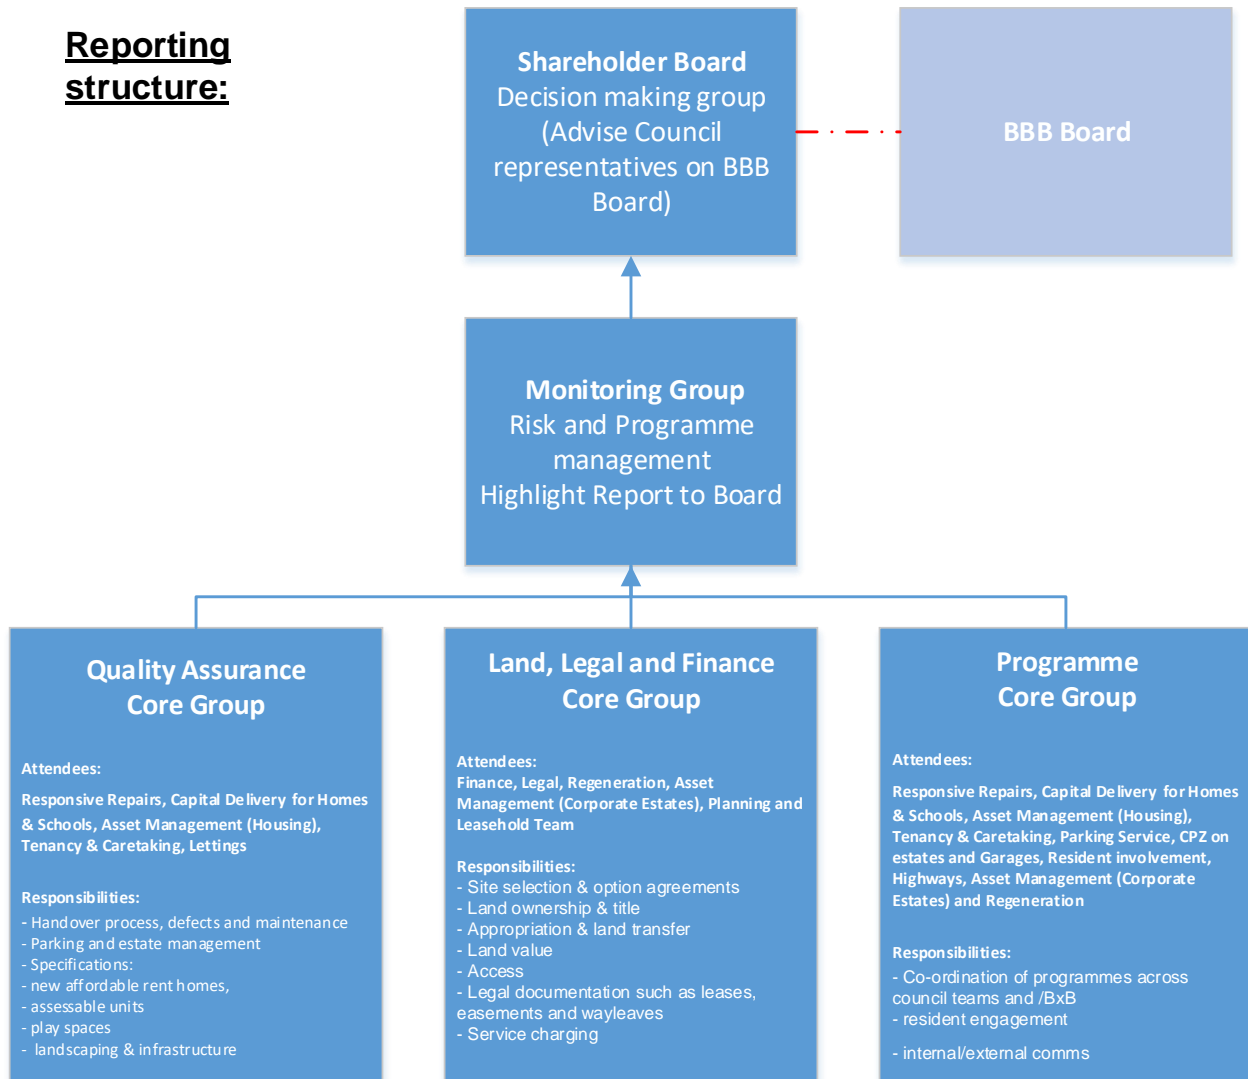 Reporting
structure:
Shareholder Board
Decision making group
(Advise Council
representatives on BBB
Board)
BBB Board
Monitoring Group
Risk and Programme
management
Highlight Report to Board
Quality Assurance
Core Group
Attendees:
Responsive Repairs, Capital Delivery for Homes
& Schools, Asset Management (Housing),
Tenancy & Caretaking, Lettings
Responsibilities:
- Handover process, defects and maintenance
- Parking and estate management
- Specifications:
- new affordable rent homes,
- assessable units
- play spaces
- landscaping & infrastructure
Land, Legal and Finance
Core Group
Attendees:
Finance, Legal, Regeneration, Asset
Management (Corporate Estates), Planning and
Leasehold Team
Responsibilities:
- Site selection & option agreements
- Land ownership & title
- Appropriation & land transfer
- Land value
- Access
- Legal documentation such as leases,
easements and wayleaves
- Service charging
Programme
Core Group
Attendees:
Responsive Repairs, Capital Delivery for Homes
& Schools, Asset Management (Housing),
Tenancy & Caretaking, Parking Service, CPZ on
estates and Garages, Resident involvement,
Highways, Asset Management (Corporate
Estates) and Regeneration
Responsibilities:
- Co-ordination of programmes across
council teams and /BxB
- resident engagement
- internal/external comms